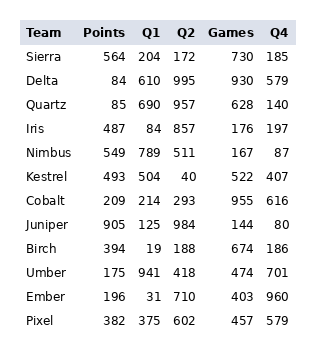 Team Points Q1 Q2 Games Q4
Sierra 564 204 172 730 185
Delta 84 610 995 930 579
Quartz 85 690 957 628 140
Iris 487 84 857 176 197
Nimbus 549 789 511 167 87
Kestrel 493 504 40 522 407
Cobalt 209 214 293 955 616
Juniper 905 125 984 144 80
Birch 394 19 188 674 186
Umber 175 941 418 474 701
Ember 196 31 710 403 960
Pixel 382 375 602 457 579